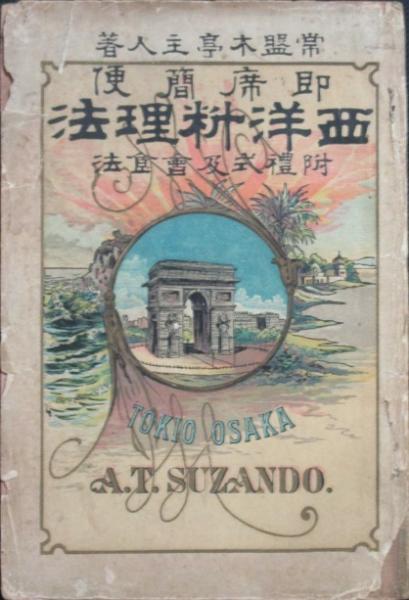 常盤木亭主人著
即席簡便
西洋料理法
附禮式及會食法
TOKIO OSAKA
A.T. SUZANDO.